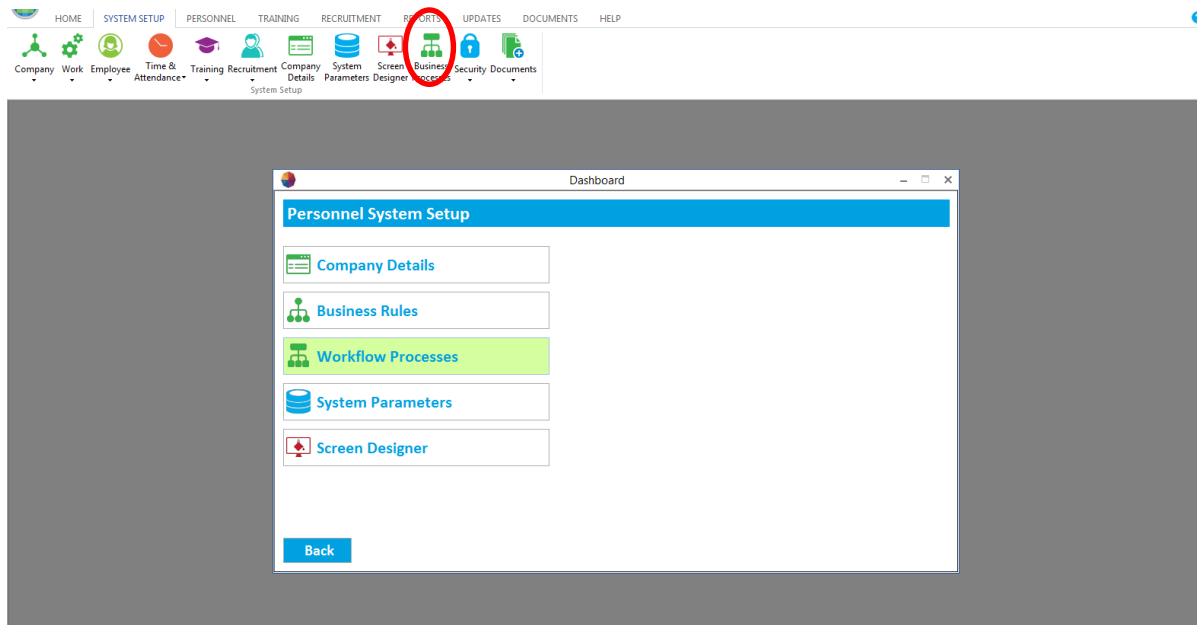 HOME SYSTEM SETUP PERSONNEL TRAINING RECRUITMENT REPORTS UPDATES DOCUMENTS HELP
Company Work Employee Time & Attendance Training Recruitment Company Details System Parameters Screen Designer Business Processes Security Documents
System Setup
Dashboard
Personnel System Setup
Company Details
Business Rules
Workflow Processes
System Parameters
Screen Designer
Back